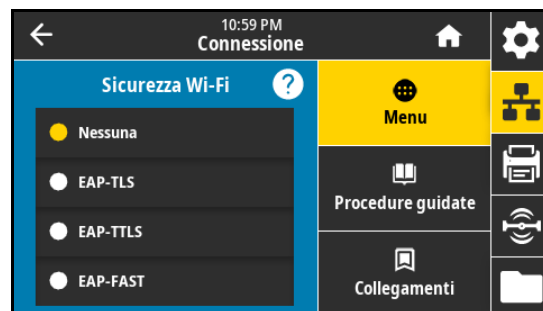 10:59 PM
Connessione
Sicurezza Wi-Fi ?
Nessuna
EAP-TLS
EAP-TTLS
EAP-FAST
Menu
Procedure guidate
Collegamenti